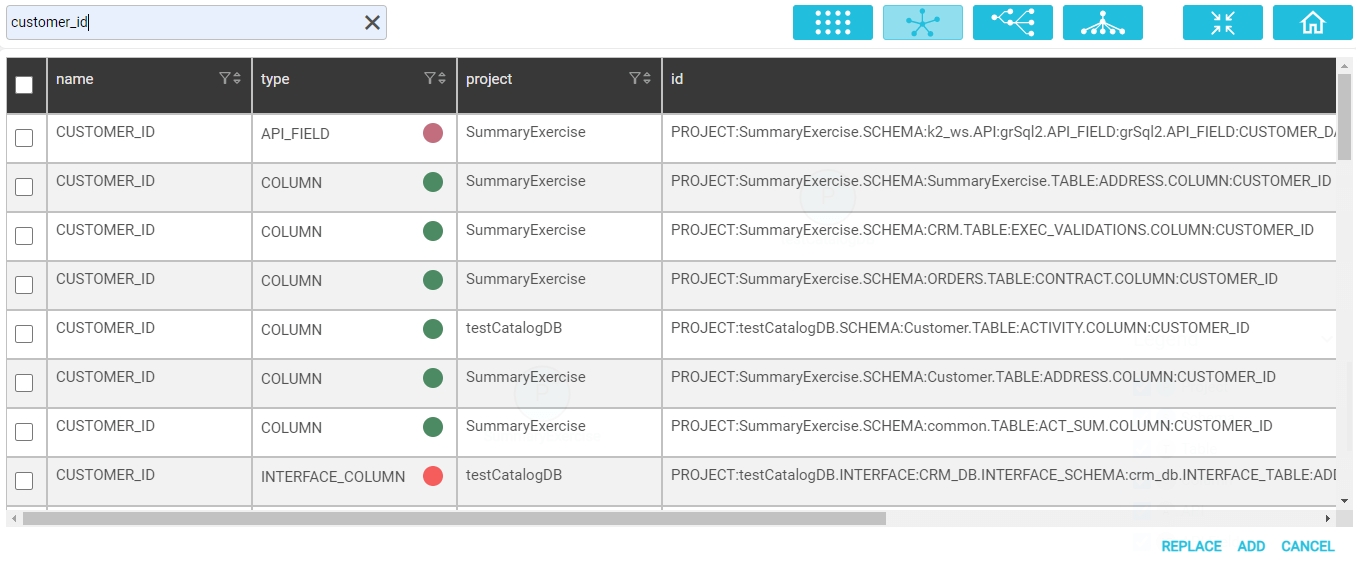 customer_id
name type project id
CUSTOMER_ID API_FIELD SummaryExercise PROJECT:SummaryExercise.SCHEMA:k2_ws.API:grSql2.API_FIELD:grSql2.API_FIELD:CUSTOMER_DA
CUSTOMER_ID COLUMN SummaryExercise PROJECT:SummaryExercise.SCHEMA:SummaryExercise.TABLE:ADDRESS.COLUMN:CUSTOMER_ID
CUSTOMER_ID COLUMN SummaryExercise PROJECT:SummaryExercise.SCHEMA:CRM.TABLE:EXEC_VALIDATIONS.COLUMN:CUSTOMER_ID
CUSTOMER_ID COLUMN SummaryExercise PROJECT:SummaryExercise.SCHEMA:ORDERS.TABLE:CONTRACT.COLUMN:CUSTOMER_ID
CUSTOMER_ID COLUMN testCatalogDB PROJECT:testCatalogDB.SCHEMA:Customer.TABLE:ACTIVITY.COLUMN:CUSTOMER_ID
CUSTOMER_ID COLUMN SummaryExercise PROJECT:SummaryExercise.SCHEMA:Customer.TABLE:ADDRESS.COLUMN:CUSTOMER_ID
CUSTOMER_ID COLUMN SummaryExercise PROJECT:SummaryExercise.SCHEMA:common.TABLE:ACT_SUM.COLUMN:CUSTOMER_ID
CUSTOMER_ID INTERFACE_COLUMN testCatalogDB PROJECT:testCatalogDB.INTERFACE:CRM_DB.INTERFACE_SCHEMA:crm_db.INTERFACE_TABLE:ADD
REPLACE ADD CANCEL